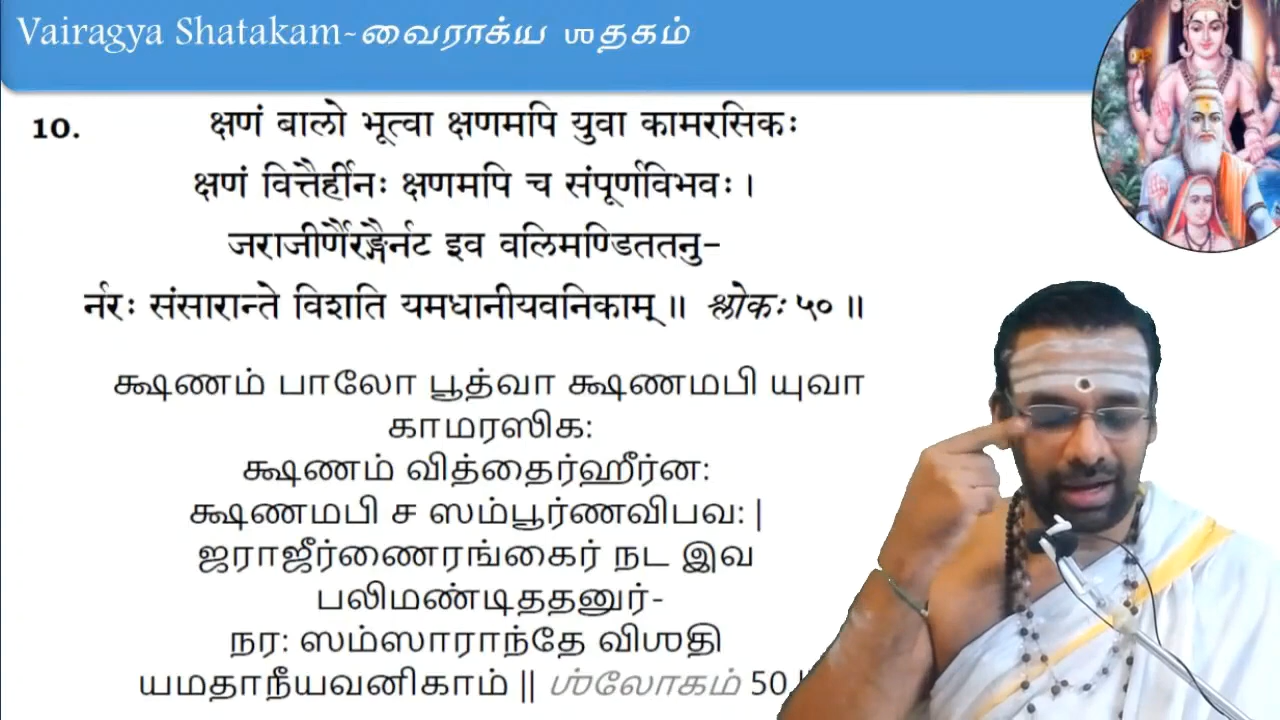 Vairagya Shatakam-வைராக்ய ஶதகம்
10. क्षणं बालो भूत्वा क्षणमपि युवा कामरसिकः
क्षणं वित्तैर्हीनः क्षणमपि च संपूर्णविभवः ।
जराजीर्णैरङ्गैर्नट इव वलिमण्डिततनु-
र्नरः संसारान्ते विशति यमधानीयवनिकाम् ॥ श्लोकः ५० ॥
க்ஷணம் பாலோ பூத்வா க்ஷணமபி யுவா
காமரஸிக:
க்ஷணம் வித்தைர்ஹீர்ன:
க்ஷணமபி ச ஸம்பூர்ணவிபவ: |
ஜராஜீர்ணைரங்கைர் நட இவ
பலிமண்டிததனுர்-
நர: ஸம்ஸாராந்தே விஶதி
யமதாநீயவனிகாம் || ஶ்லோகம் 50